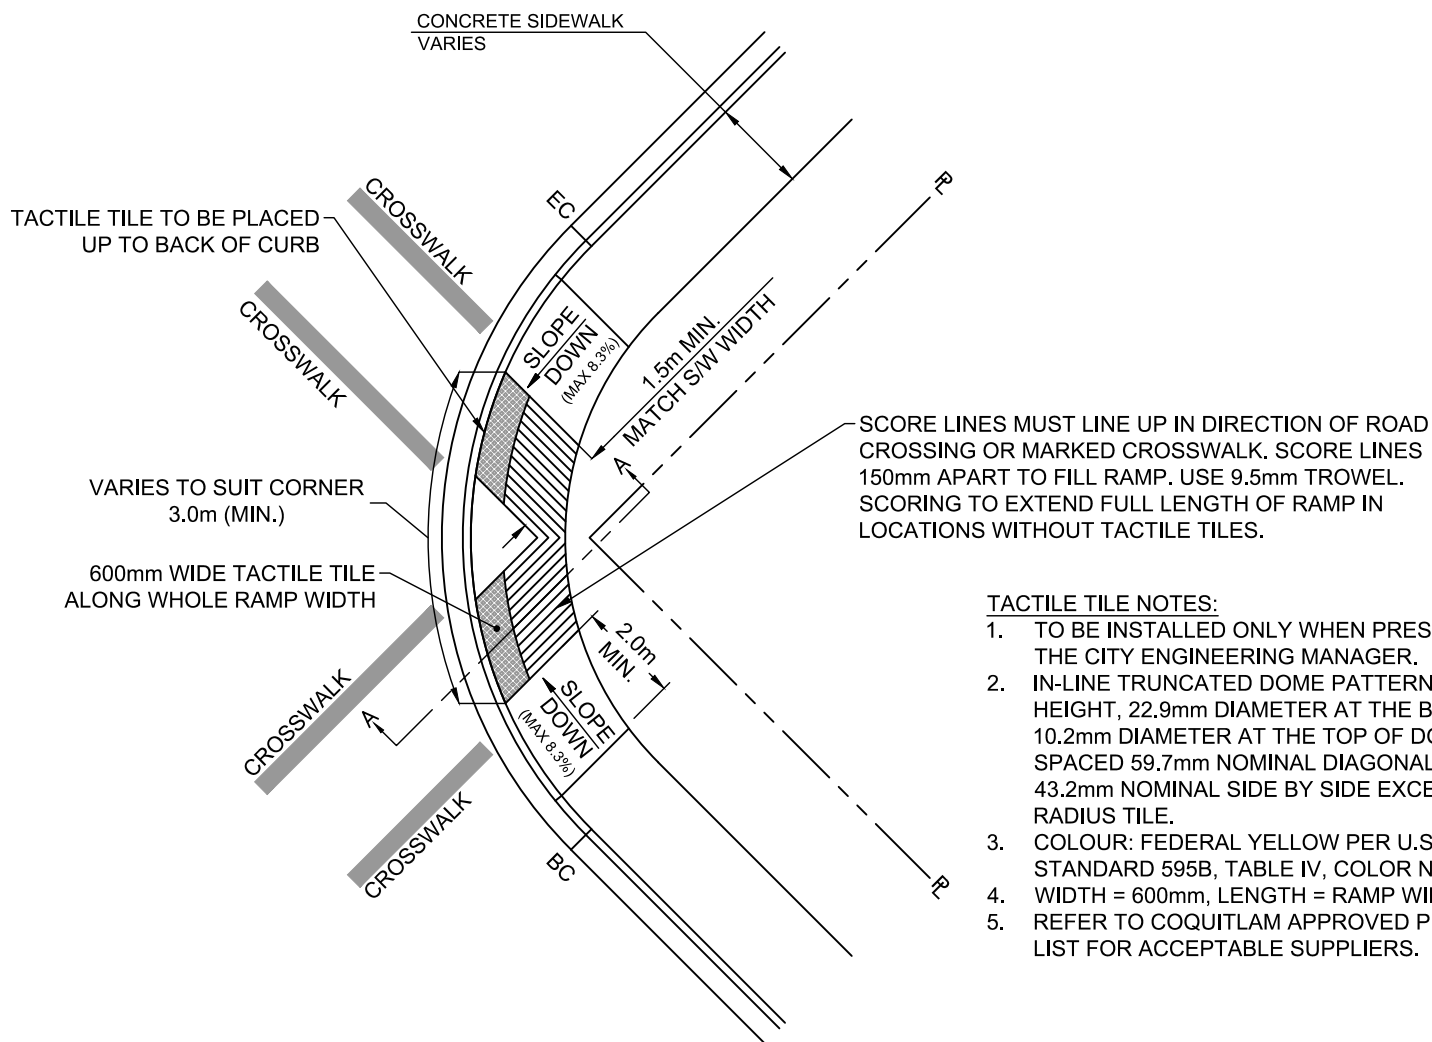 CONCRETE SIDEWALK
VARIES
EC
CROSSWALK
TACTILE TILE TO BE PLACED
UP TO BACK OF CURB
CROSSWALK
SLOPE
DOWN
(MAX 8.3%)
1.5m MIN.
MATCH S/W WIDTH
PL
A
SCORE LINES MUST LINE UP IN DIRECTION OF ROAD
CROSSING OR MARKED CROSSWALK. SCORE LINES
150mm APART TO FILL RAMP. USE 9.5mm TROWEL.
SCORING TO EXTEND FULL LENGTH OF RAMP IN
LOCATIONS WITHOUT TACTILE TILES.
VARIES TO SUIT CORNER
3.0m (MIN.)
600mm WIDE TACTILE TILE
ALONG WHOLE RAMP WIDTH
2.0m
MIN.
CROSSWALK
A
SLOPE
DOWN
(MAX 8.3%)
CROSSWALK
BC
PL
TACTILE TILE NOTES:
1. TO BE INSTALLED ONLY WHEN PRES
THE CITY ENGINEERING MANAGER.
2. IN-LINE TRUNCATED DOME PATTERN
HEIGHT, 22.9mm DIAMETER AT THE B
10.2mm DIAMETER AT THE TOP OF DO
SPACED 59.7mm NOMINAL DIAGONAL
43.2mm NOMINAL SIDE BY SIDE EXCE
RADIUS TILE.
3. COLOUR: FEDERAL YELLOW PER U.S
STANDARD 595B, TABLE IV, COLOR N
4. WIDTH = 600mm, LENGTH = RAMP WI
5. REFER TO COQUITLAM APPROVED P
LIST FOR ACCEPTABLE SUPPLIERS.